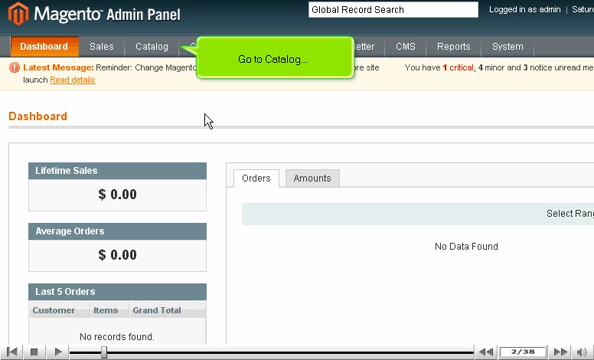 Magento Admin Panel
Global Record Search
Logged in as admin | Satur
Dashboard Sales Catalog etter CMS Reports System
Go to Catalog...
Latest Message: Reminder: Change Magento ore site You have 1 critical, 4 minor and 3 notice unread me
launch Read details
Dashboard
Lifetime Sales
$ 0.00
Orders Amounts
Select Rang
Average Orders
$ 0.00
No Data Found
Last 5 Orders
Customer Items Grand Total
No records found.
2/38